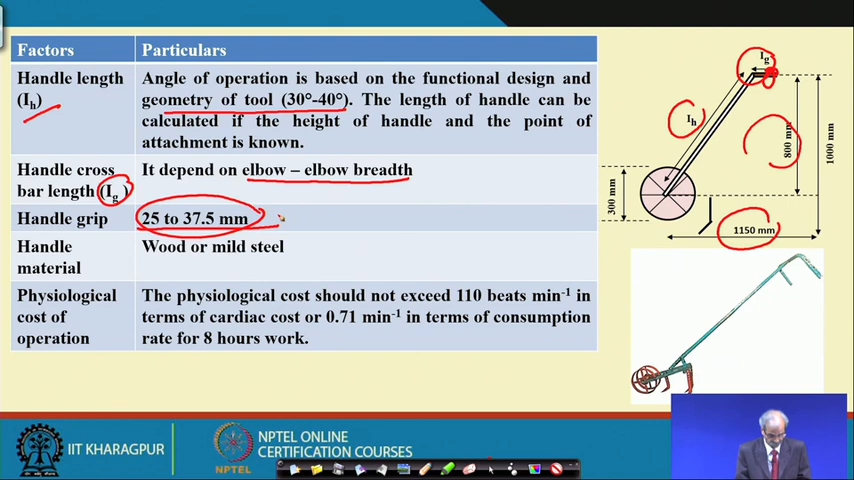 Factors
Particulars
Handle length
(Ih)
Angle of operation is based on the functional design and
geometry of tool (30°-40°). The length of handle can be
calculated if the height of handle and the point of
attachment is known.
Handle cross
bar length (Ig )
It depend on elbow – elbow breadth
Handle grip
25 to 37.5 mm
Handle
material
Wood or mild steel
Physiological
cost of
operation
The physiological cost should not exceed 110 beats min-1 in
terms of cardiac cost or 0.71 min-1 in terms of consumption
rate for 8 hours work.
Ig
Ih
800 mm
1000 mm
300 mm
1150 mm
IIT KHARAGPUR
NPTEL
NPTEL ONLINE
CERTIFICATION COURSES